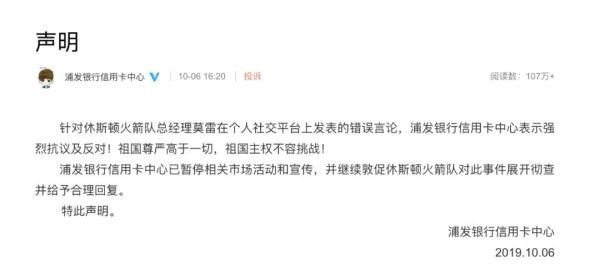 声明
浦发银行信用卡中心 10-06 16:20 投诉 阅读数：107万+
针对休斯顿火箭队总经理莫雷在个人社交平台上发表的错误言论，浦发银行信用卡中心表示强
烈抗议及反对！祖国尊严高于一切，祖国主权不容挑战！
浦发银行信用卡中心已暂停相关市场活动和宣传，并继续敦促休斯顿火箭队对此事件展开彻查
并给予合理回复。
特此声明。
浦发银行信用卡中心
2019.10.06